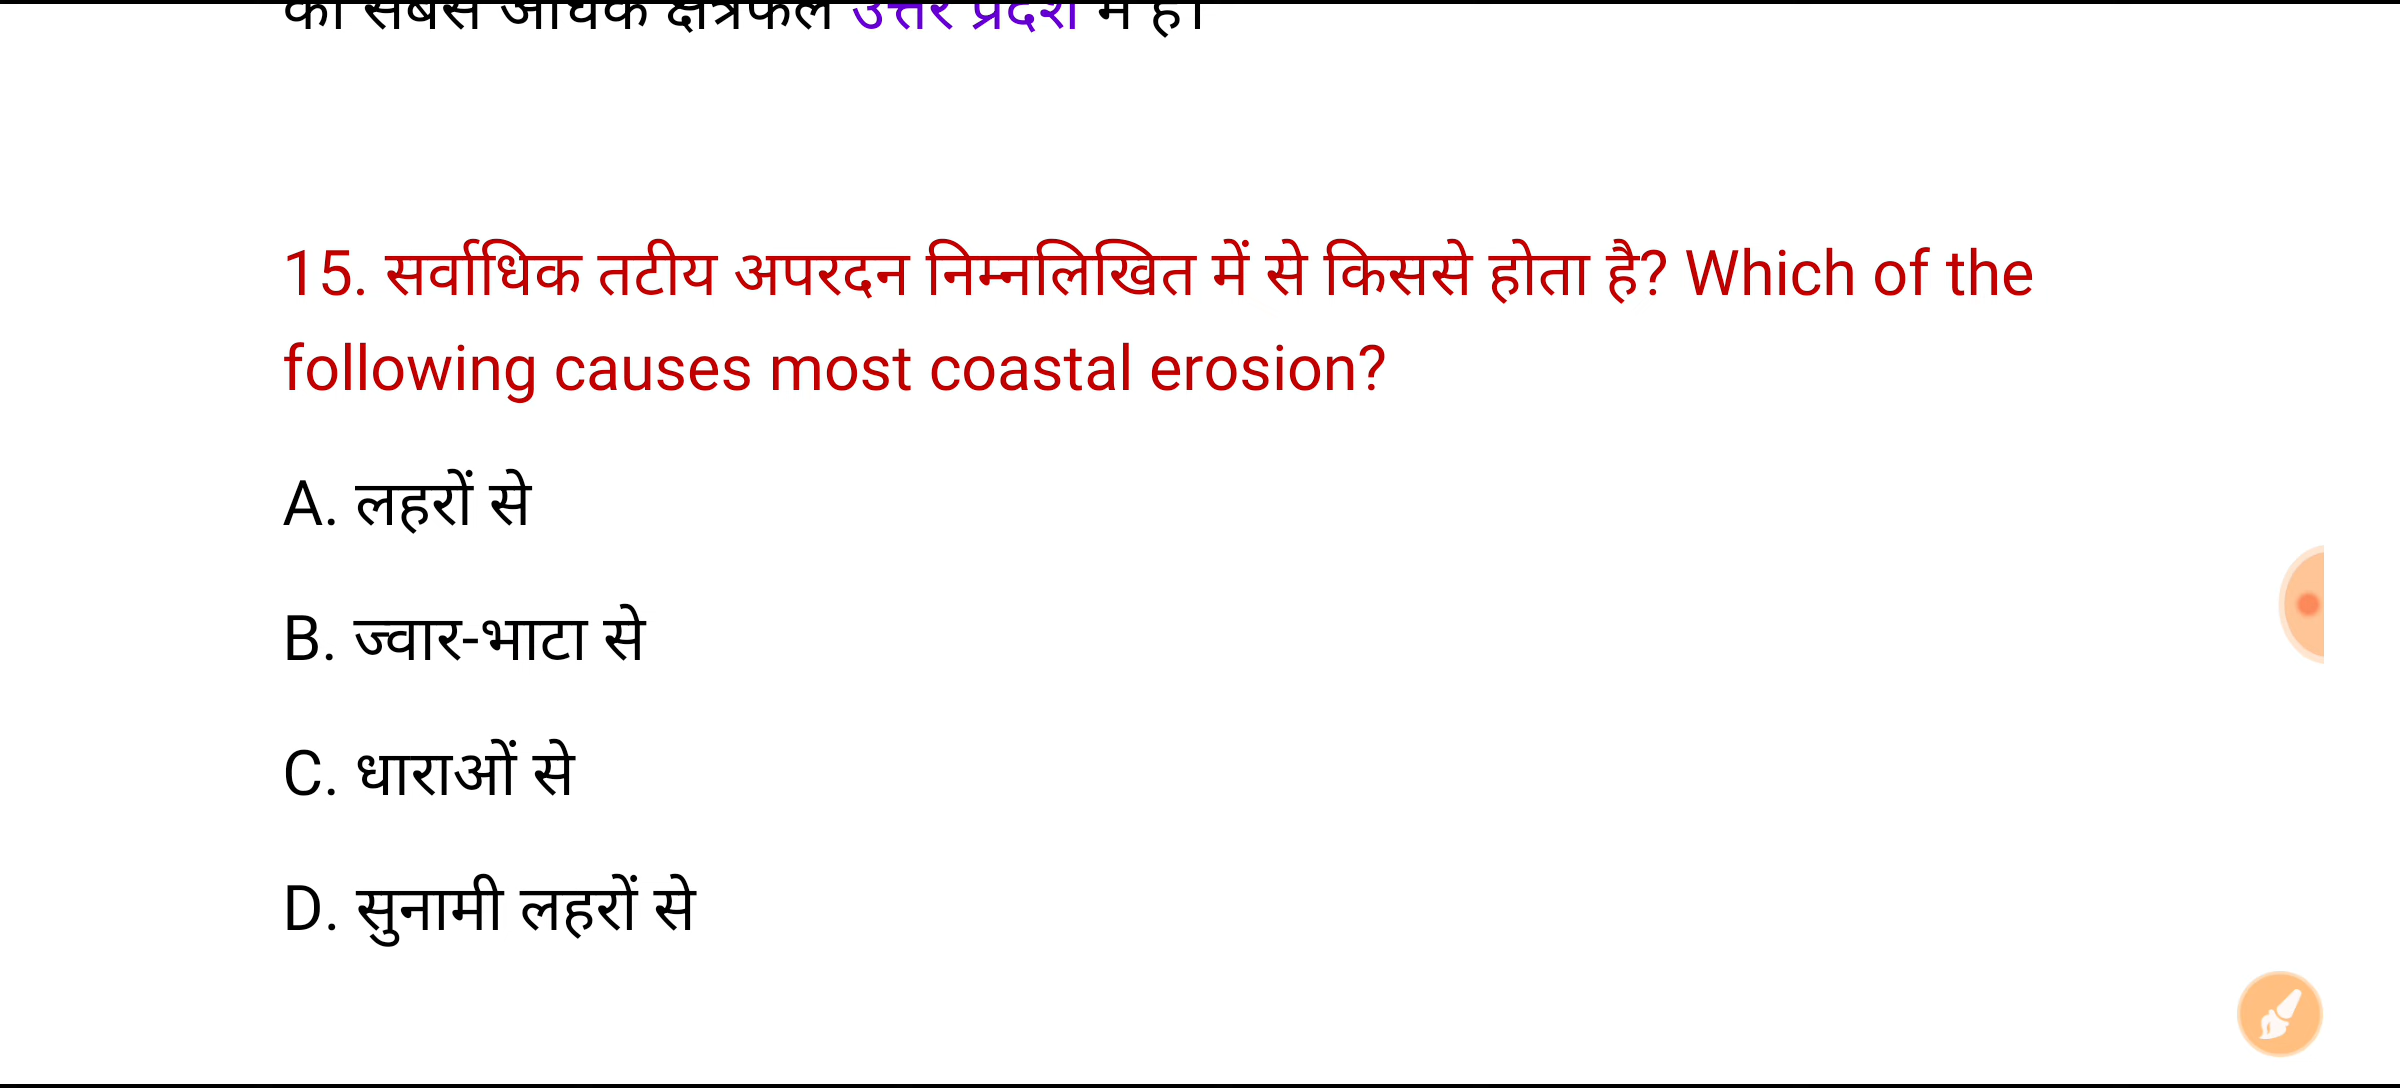 का सबसे अधिक क्षेत्रफल उत्तर प्रदेश में है।
15. सर्वाधिक तटीय अपरदन निम्नलिखित में से किससे होता है? Which of the
following causes most coastal erosion?
A. लहरों से
B. ज्वार-भाटा से
C. धाराओं से
D. सुनामी लहरों से